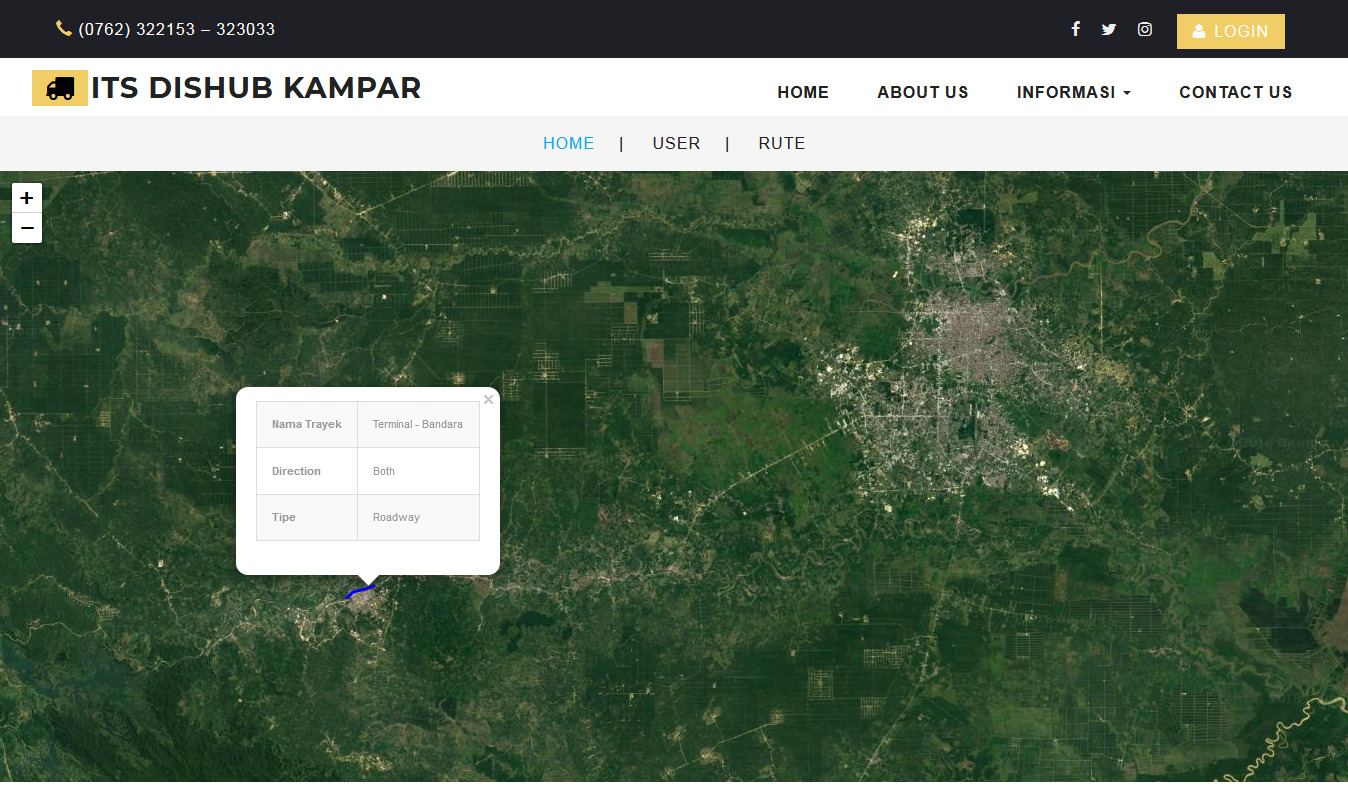 (0762) 322153 – 323033
LOGIN
ITS DISHUB KAMPAR
HOME ABOUT US INFORMASI CONTACT US
HOME | USER | RUTE
+
−
×
Nama Trayek Terminal - Bandara
Direction Both
Tipe Roadway